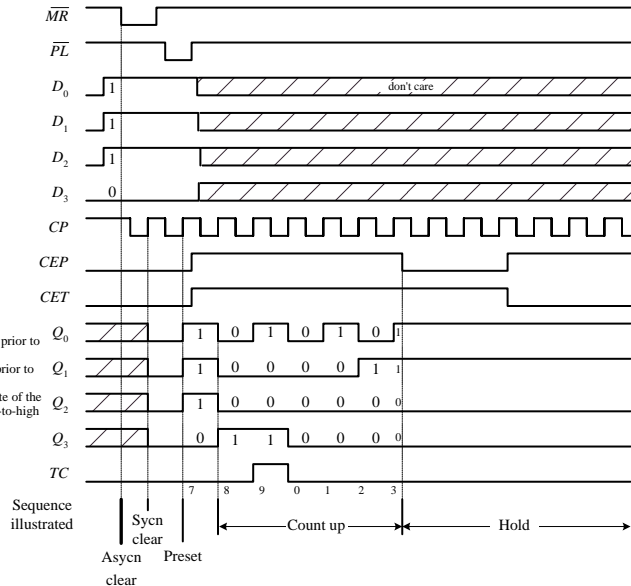 MR
PL
D0
1
don't care
D1
1
D2
1
D3
0
CP
CEP
CET
prior to
Q0
1 0 1 0 1 0 1
prior to
Q1
1 0 0 0 0 1 1
te of the
-to-high
Q2
1 0 0 0 0 0 0
Q3
0 1 1 0 0 0 0
TC
7 8 9 0 1 2 3
Sequence
illustrated
Sycn
clear
Count up
Hold
Asycn
clear
Preset